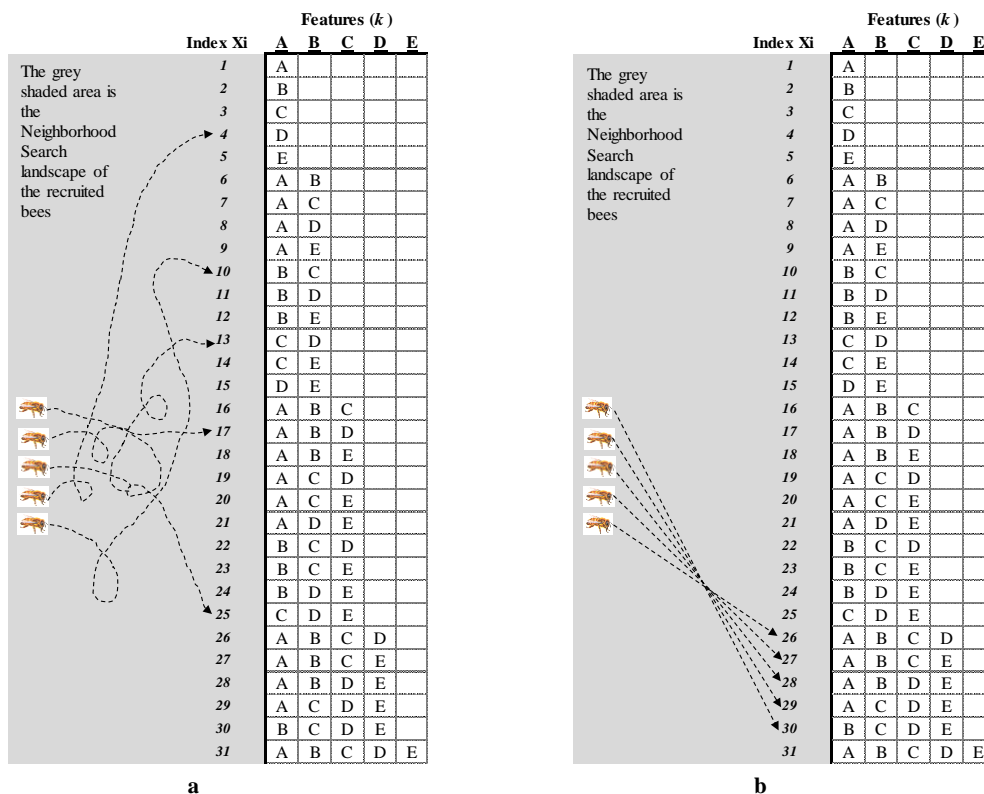 Features (k )
Index Xi A B C D E
The grey
shaded area is
the
Neighborhood
Search
landscape of
the recruited
bees
1 A
2 B
3 C
4 D
5 E
6 A B
7 A C
8 A D
9 A E
10 B C
11 B D
12 B E
13 C D
14 C E
15 D E
16 A B C
17 A B D
18 A B E
19 A C D
20 A C E
21 A D E
22 B C D
23 B C E
24 B D E
25 C D E
26 A B C D
27 A B C E
28 A B D E
29 A C D E
30 B C D E
31 A B C D E
a
Features (k )
Index Xi A B C D E
The grey
shaded area is
the
Neighborhood
Search
landscape of
the recruited
bees
1 A
2 B
3 C
4 D
5 E
6 A B
7 A C
8 A D
9 A E
10 B C
11 B D
12 B E
13 C D
14 C E
15 D E
16 A B C
17 A B D
18 A B E
19 A C D
20 A C E
21 A D E
22 B C D
23 B C E
24 B D E
25 C D E
26 A B C D
27 A B C E
28 A B D E
29 A C D E
30 B C D E
31 A B C D E
b